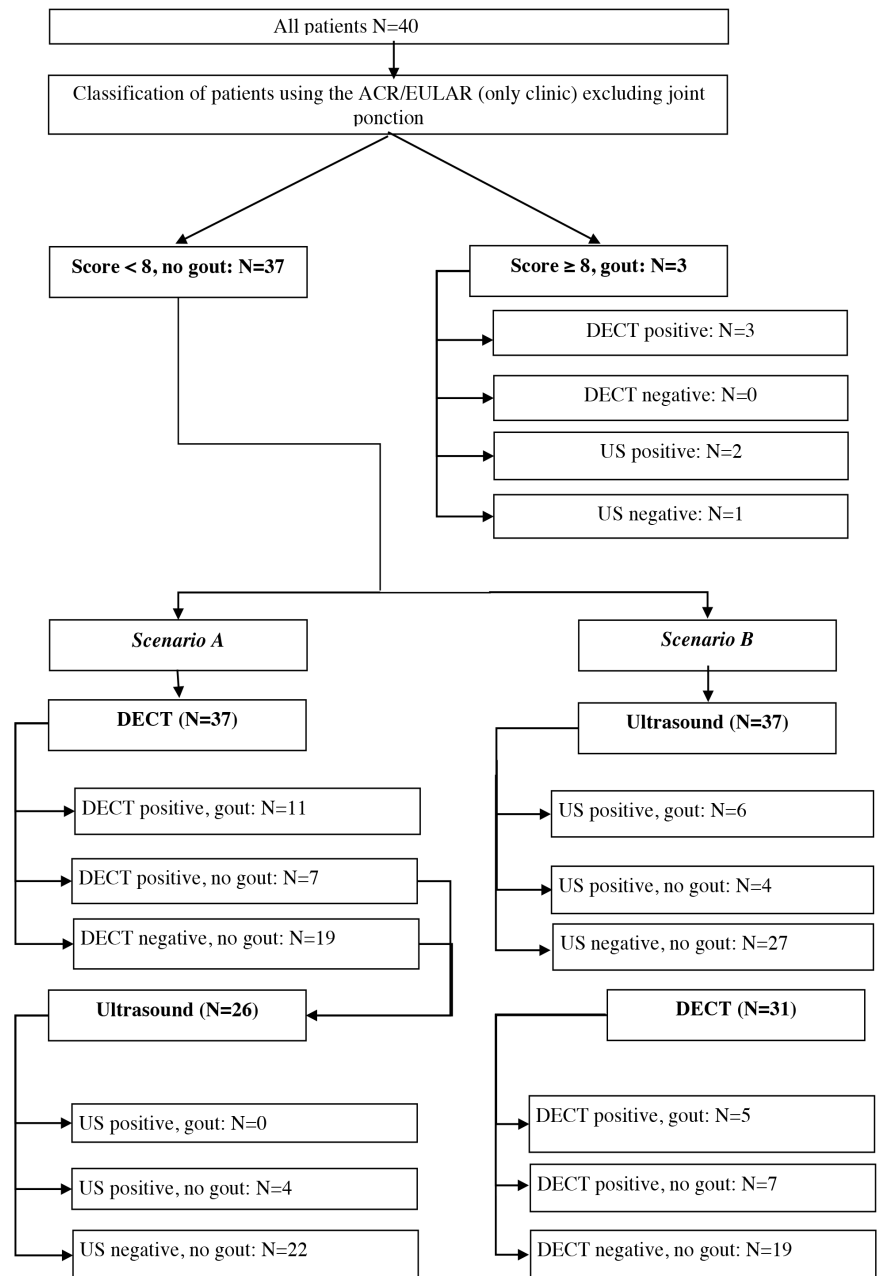 All patients N=40
Classification of patients using the ACR/EULAR (only clinic) excluding joint
ponction
Score < 8, no gout: N=37
Score ≥ 8, gout: N=3
DECT positive: N=3
DECT negative: N=0
US positive: N=2
US negative: N=1
Scenario A
DECT (N=37)
DECT positive, gout: N=11
DECT positive, no gout: N=7
DECT negative, no gout: N=19
Ultrasound (N=26)
US positive, gout: N=0
US positive, no gout: N=4
US negative, no gout: N=22
Scenario B
Ultrasound (N=37)
US positive, gout: N=6
US positive, no gout: N=4
US negative, no gout: N=27
DECT (N=31)
DECT positive, gout: N=5
DECT positive, no gout: N=7
DECT negative, no gout: N=19